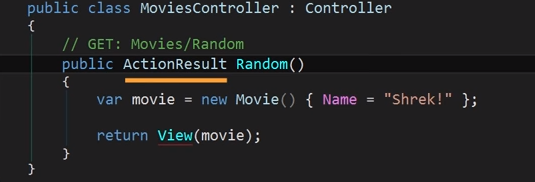 public class MoviesController : Controller
{
// GET: Movies/Random
public ActionResult Random()
{
var movie = new Movie() { Name = "Shrek!" };
return View(movie);
}
}